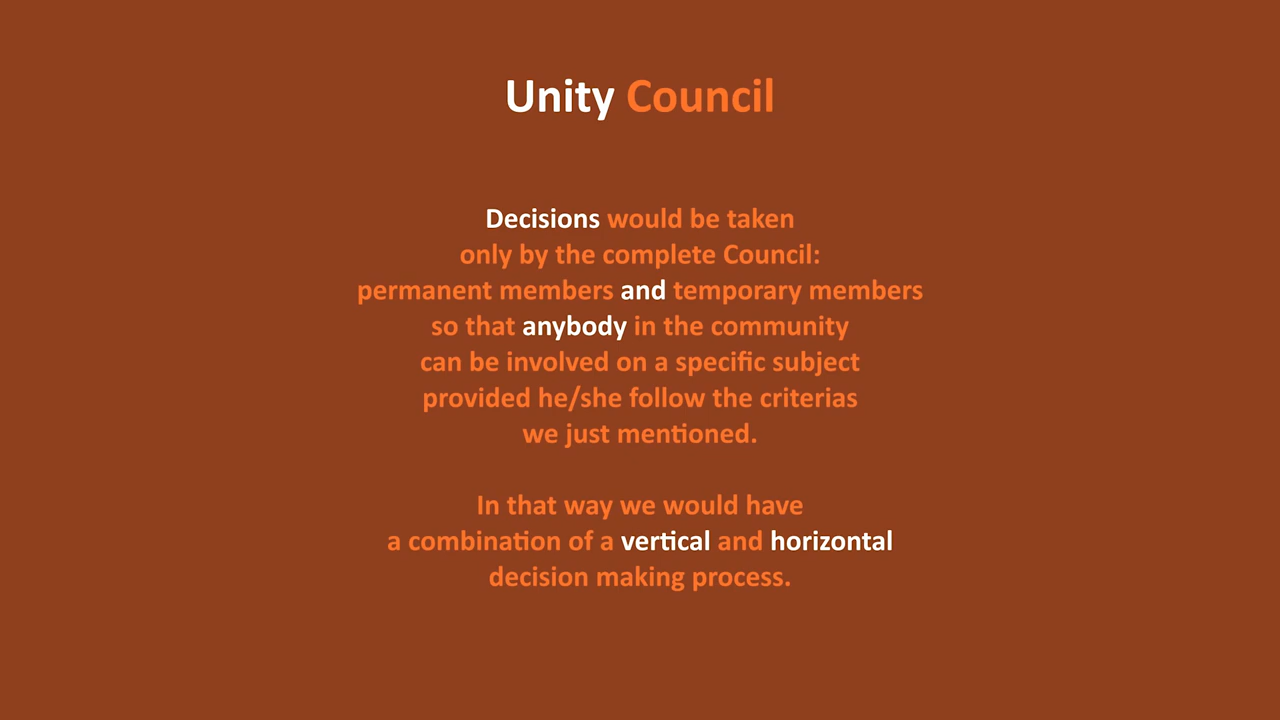 Unity Council
Decisions would be taken
only by the complete Council:
permanent members and temporary members
so that anybody in the community
can be involved on a specific subject
provided he/she follow the criterias
we just mentioned.
In that way we would have
a combination of a vertical and horizontal
decision making process.